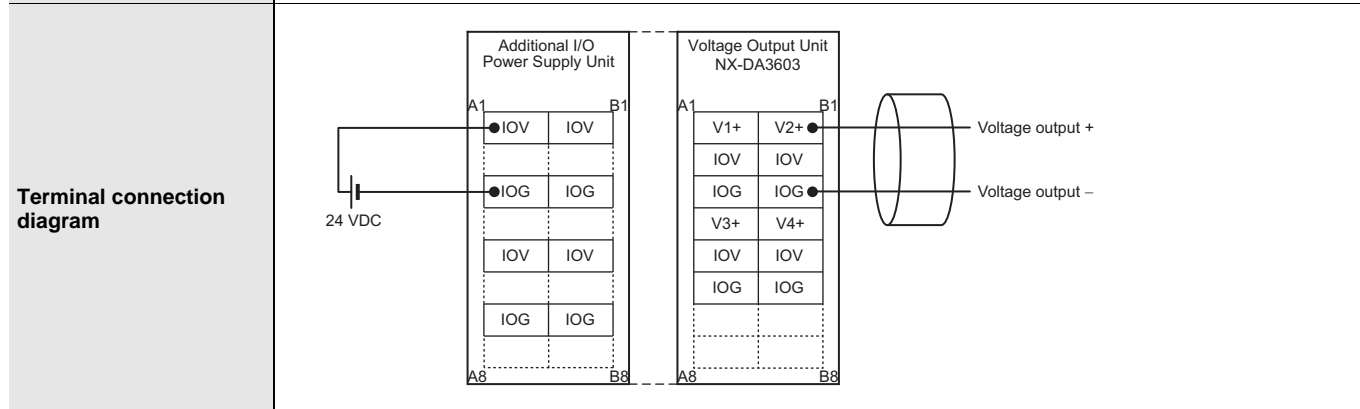 Terminal connection
diagram
24 VDC
Additional I/O
Power Supply Unit
A1 B1
IOV IOV
IOG IOG
IOV IOV
IOG IOG
A8 B8
Voltage Output Unit
NX-DA3603
A1 B1
V1+ V2+
IOV IOV
IOG IOG
V3+ V4+
IOV IOV
IOG IOG
A8 B8
Voltage output +
Voltage output −